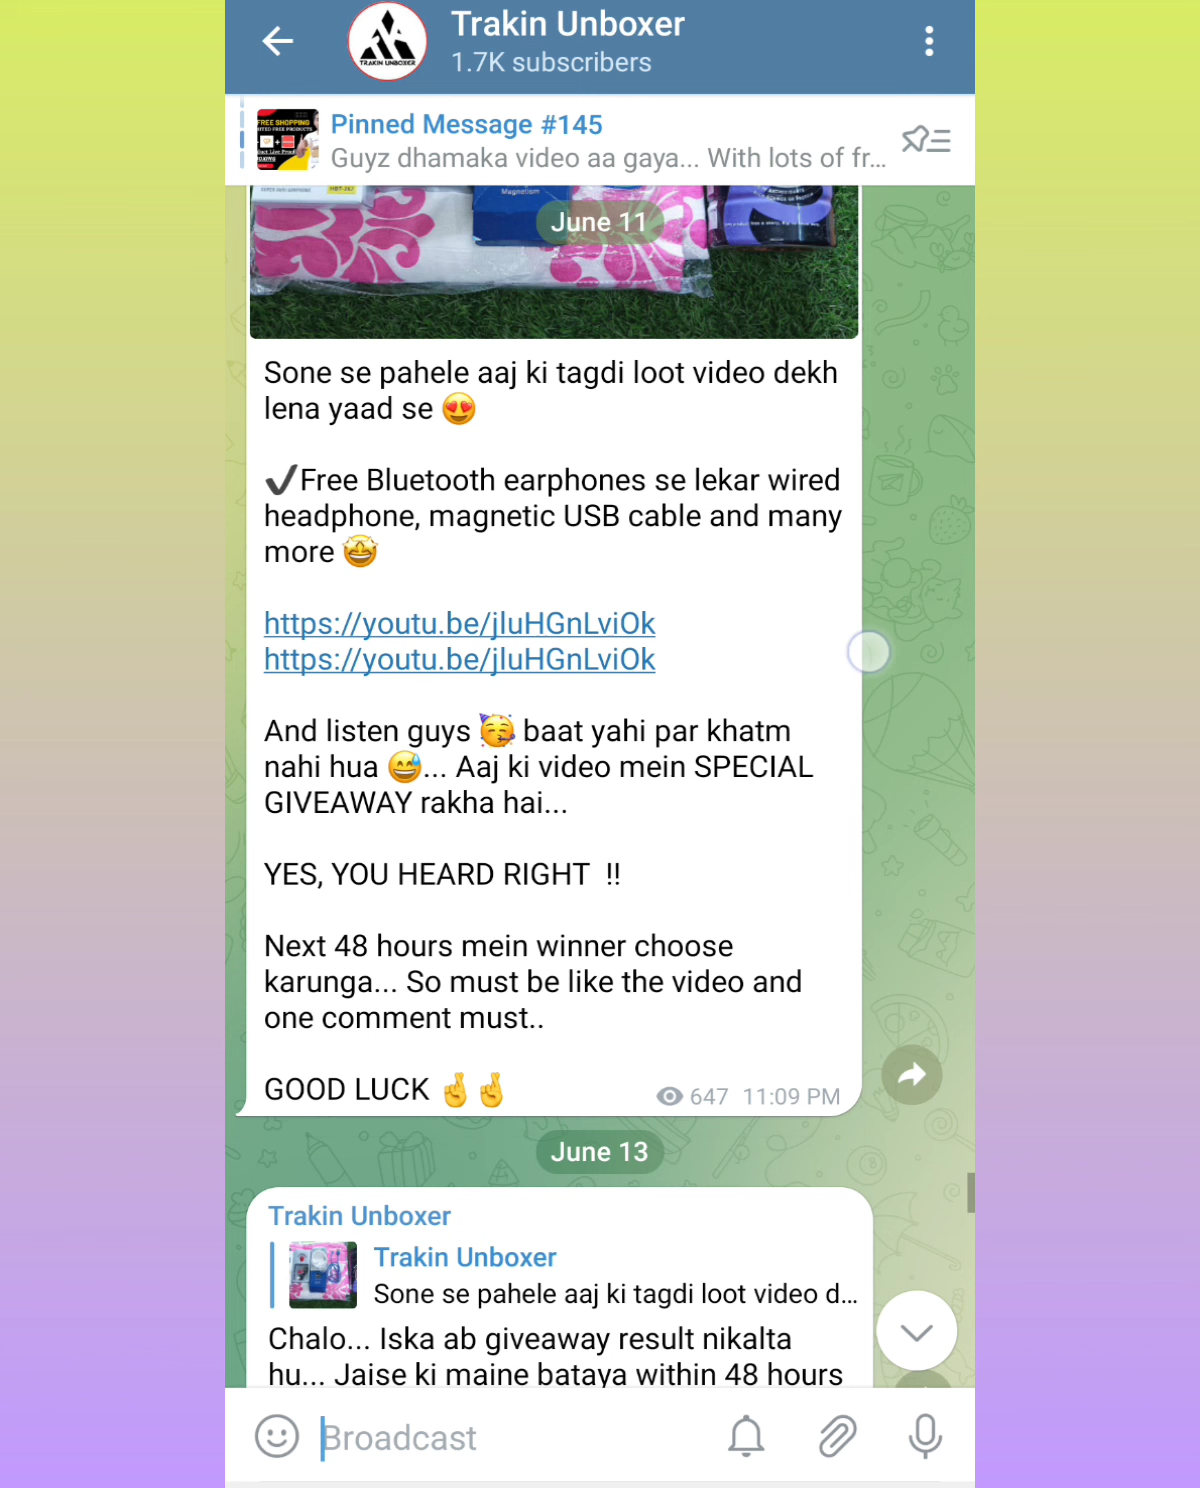 Trakin Unboxer
1.7K subscribers
TRAKIN UNBOXER
Pinned Message #145
Guyz dhamaka video aa gaya... With lots of fr...
FREE SHOPPING
Magnetism
June 11
Sone se pahele aaj ki tagdi loot video dekh
lena yaad se 😍
✔️Free Bluetooth earphones se lekar wired
headphone, magnetic USB cable and many
more 🤩
https://youtu.be/jluHGnLviOk
https://youtu.be/jluHGnLviOk
And listen guys 🥳 baat yahi par khatm
nahi hua 😅... Aaj ki video mein SPECIAL
GIVEAWAY rakha hai...
YES, YOU HEARD RIGHT  !!
Next 48 hours mein winner choose
karunga... So must be like the video and
one comment must..
GOOD LUCK 🤞🤞
647 11:09 PM
June 13
Trakin Unboxer
Trakin Unboxer
Sone se pahele aaj ki tagdi loot video d...
Chalo... Iska ab giveaway result nikalta
hu... Jaise ki maine bataya within 48 hours
Broadcast